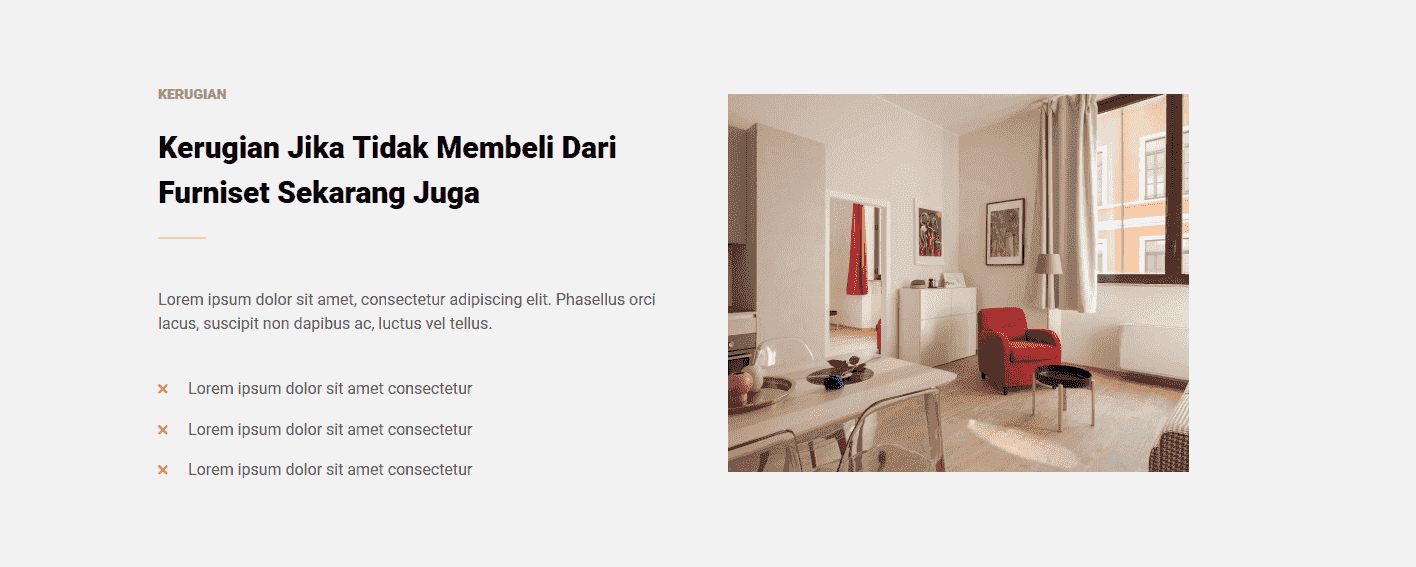 KERUGIAN
Kerugian Jika Tidak Membeli Dari
Furniset Sekarang Juga
Lorem ipsum dolor sit amet, consectetur adipiscing elit. Phasellus orci
lacus, suscipit non dapibus ac, luctus vel tellus.
Lorem ipsum dolor sit amet consectetur
Lorem ipsum dolor sit amet consectetur
Lorem ipsum dolor sit amet consectetur